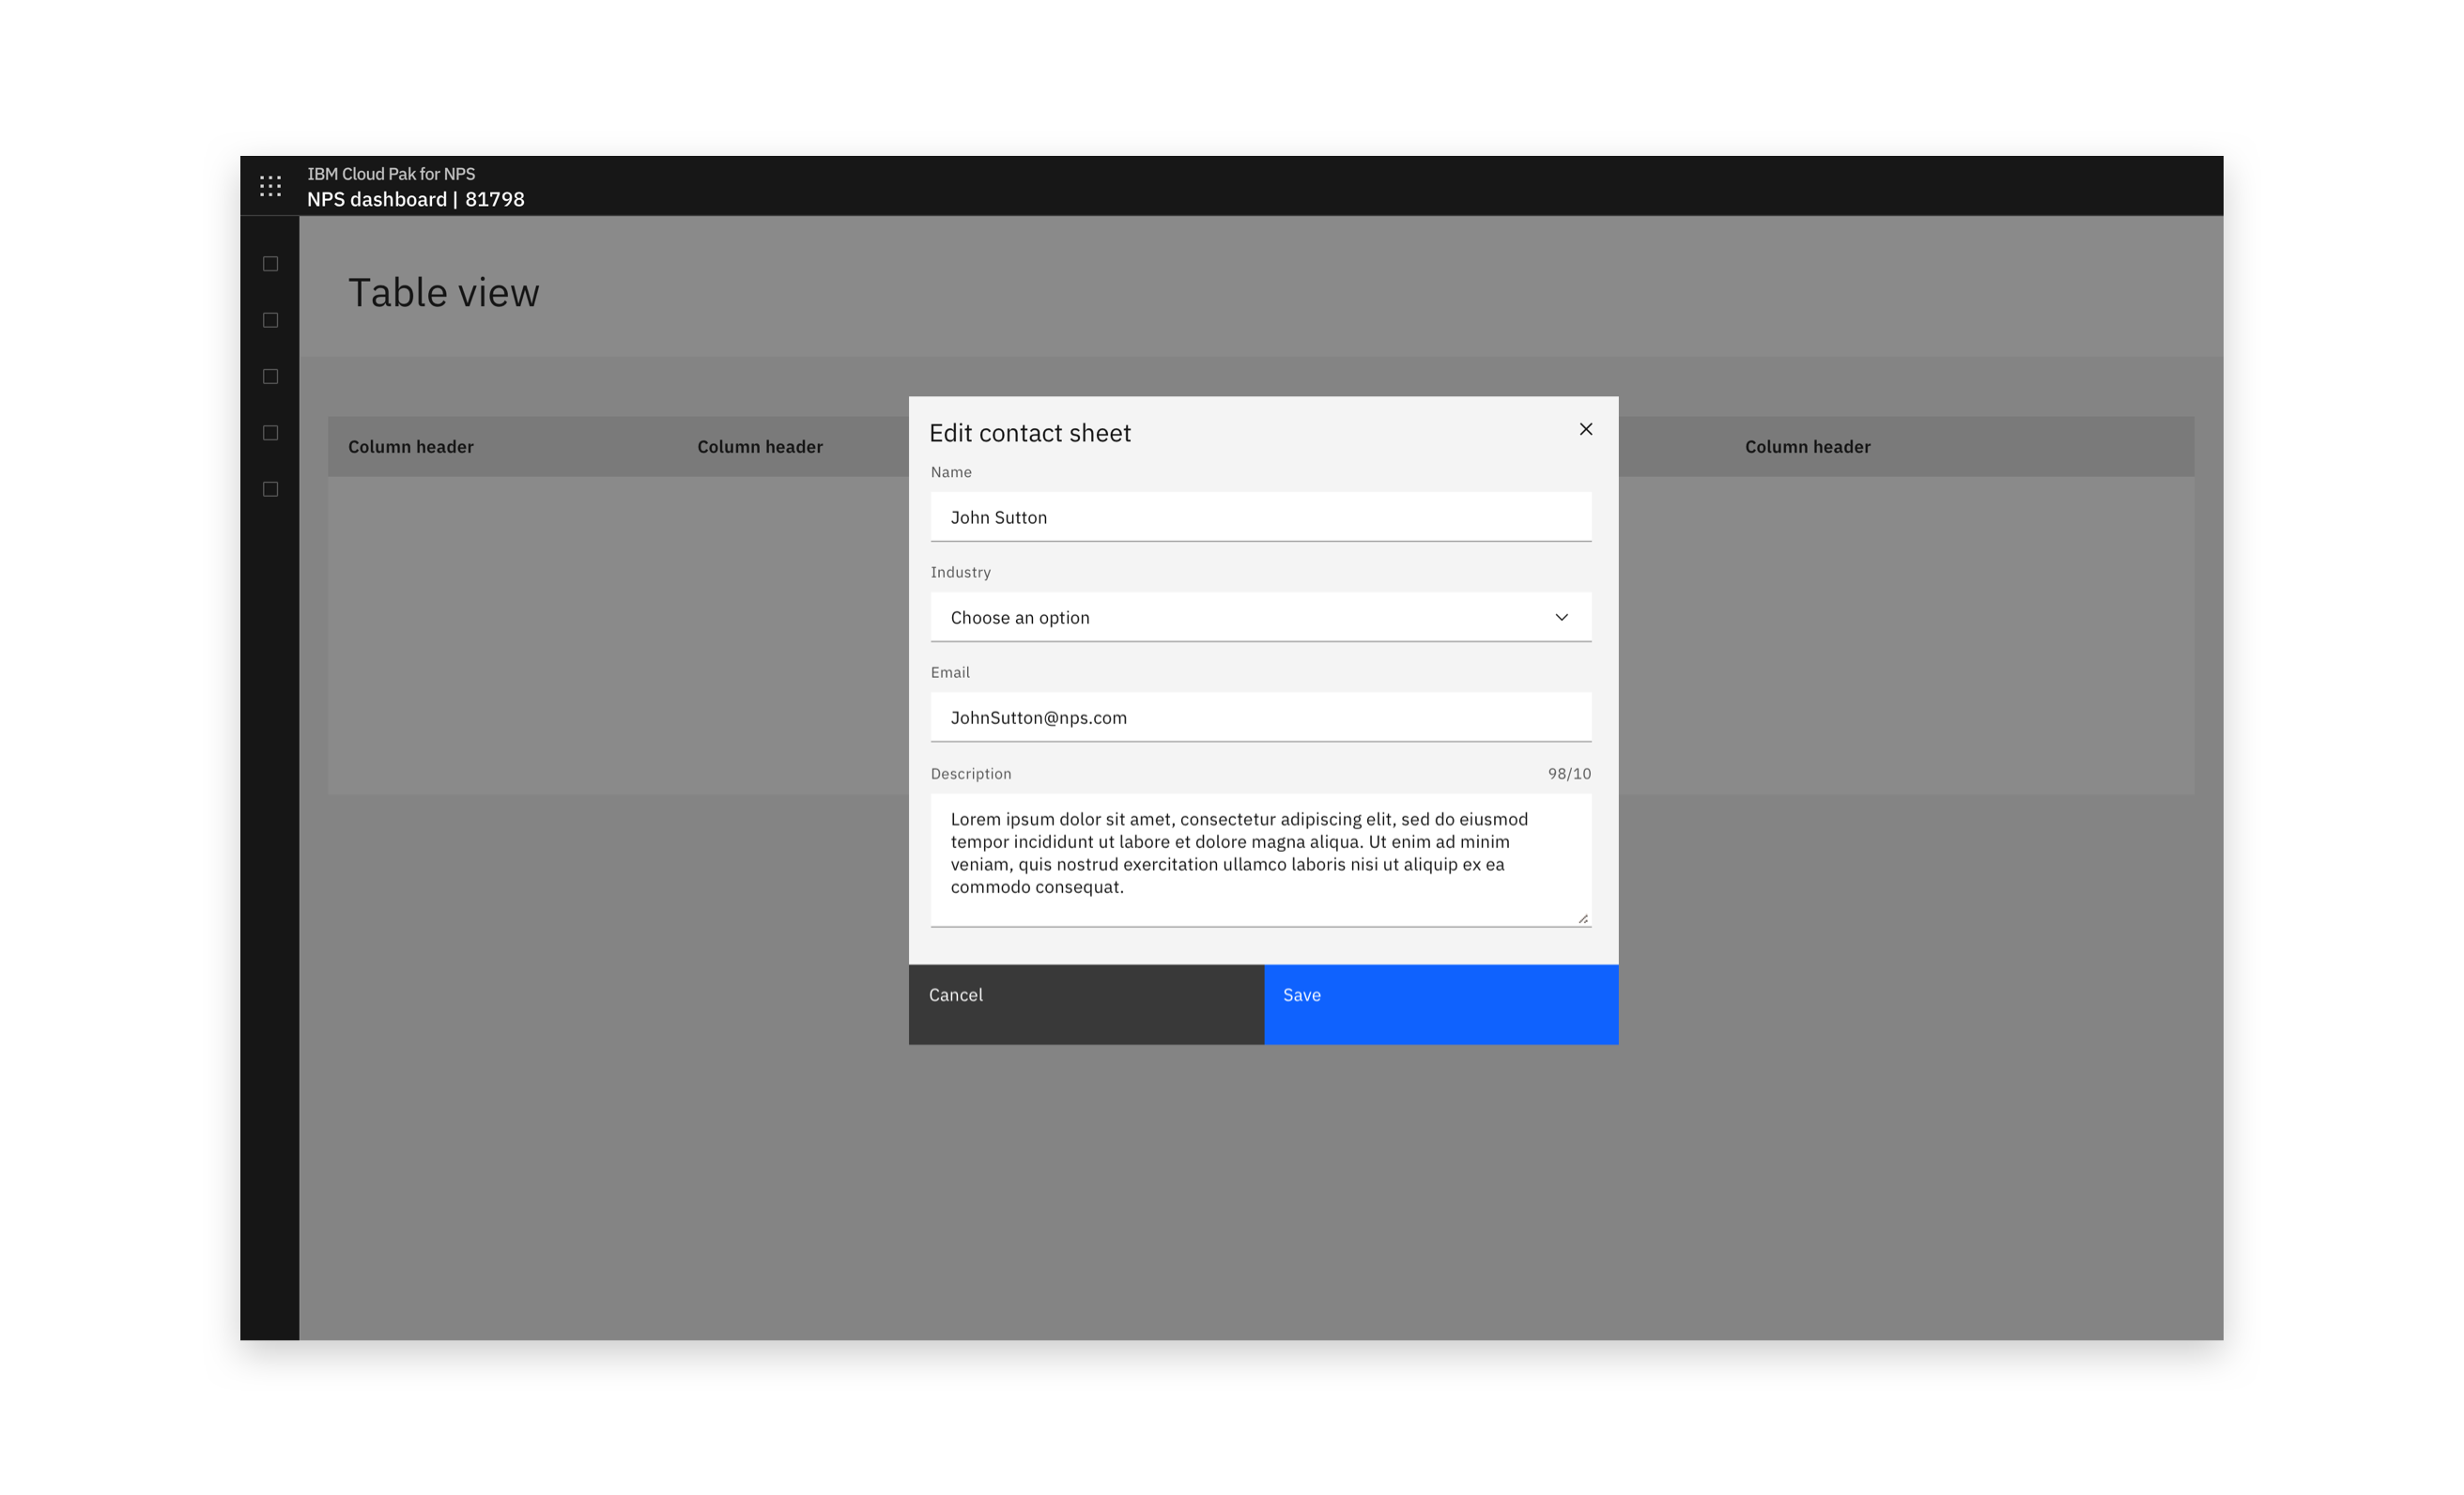 IBM Cloud Pak for NPS
NPS dashboard | 81798
Table view
Column header
Column header
Column header
Edit contact sheet
Name
John Sutton
Industry
Choose an option
Email
JohnSutton@nps.com
Description
98/10
Lorem ipsum dolor sit amet, consectetur adipiscing elit, sed do eiusmod
tempor incididunt ut labore et dolore magna aliqua. Ut enim ad minim
veniam, quis nostrud exercitation ullamco laboris nisi ut aliquip ex ea
commodo consequat.
Cancel
Save